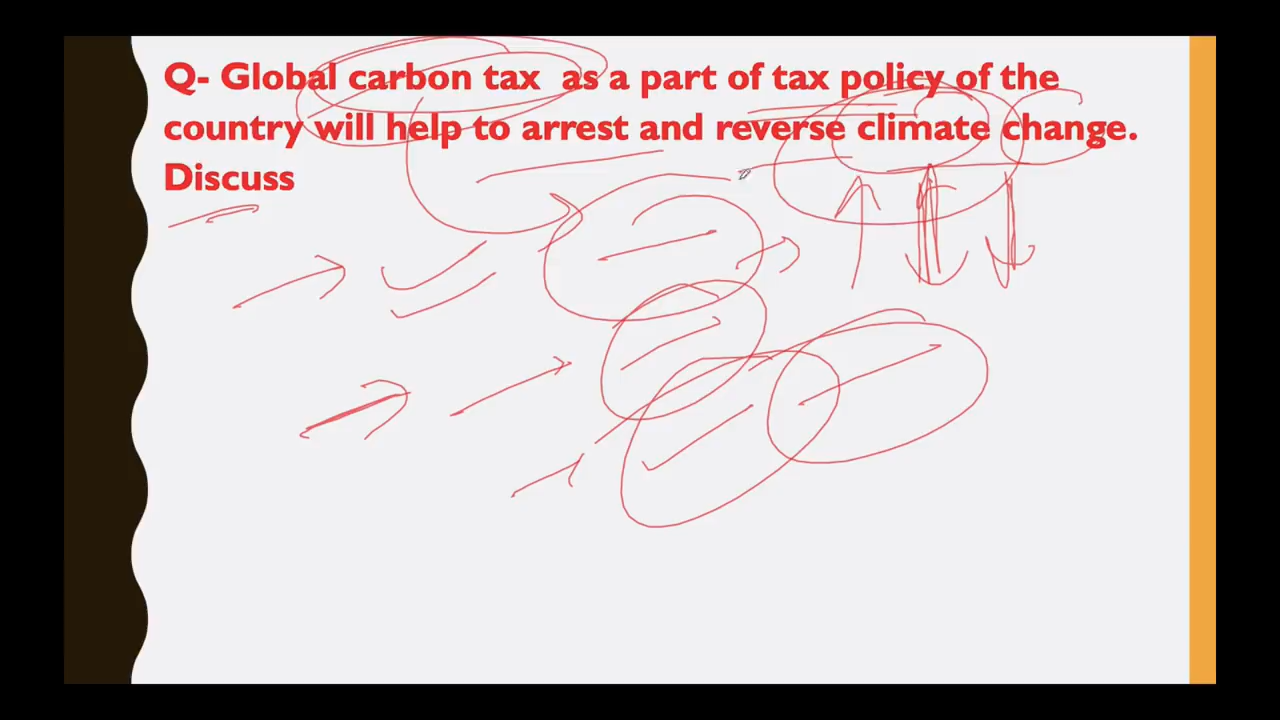 Q- Global carbon tax as a part of tax policy of the
country will help to arrest and reverse climate change.
Discuss